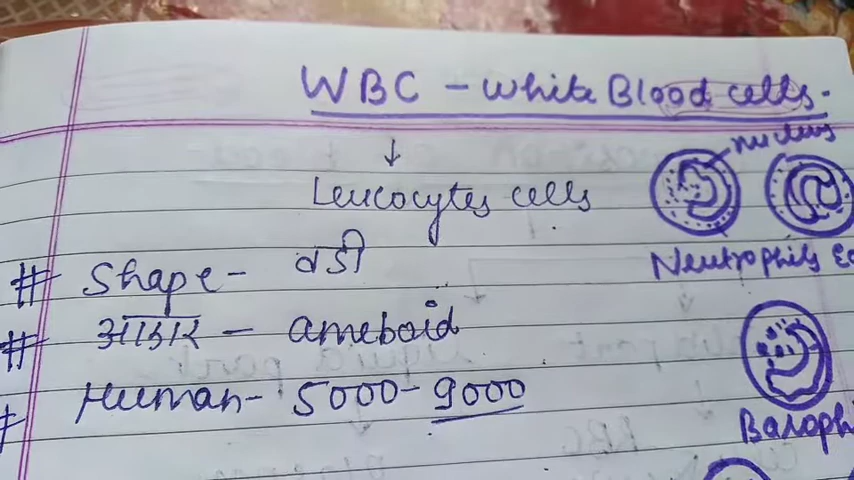 WBC - White Blood cells.
↓
Leucocytes cells
nucleus
Neutrophils
# Shape - बडी
# आकार - ameboid
Human - 5000-9000